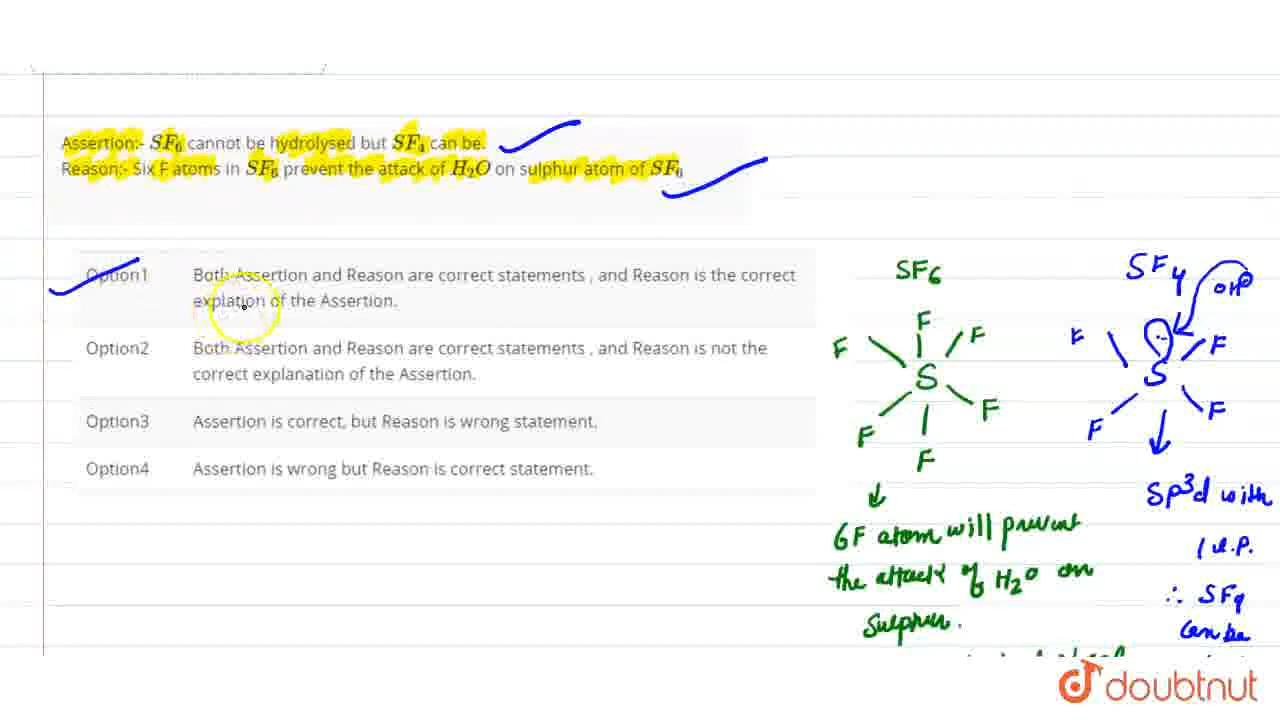 Assertion:- SF6 cannot be hydrolysed but SF4 can be.
Reason:- Six F atoms in SF6 prevent the attack of H2O on sulphur atom of SF6
Option1 Both Assertion and Reason are correct statements , and Reason is the correct
explation of the Assertion.
Option2 Both Assertion and Reason are correct statements , and Reason is not the
correct explanation of the Assertion.
Option3 Assertion is correct, but Reason is wrong statement.
Option4 Assertion is wrong but Reason is correct statement.
SF6
F
F F
S
F F
F
6F atom will prevent
the attack of H2O on
Sulphur.
SF4
OH⊖
F F
S
F F
SP3d with
1 l.p.
∴ SF4
can be
doubtnut